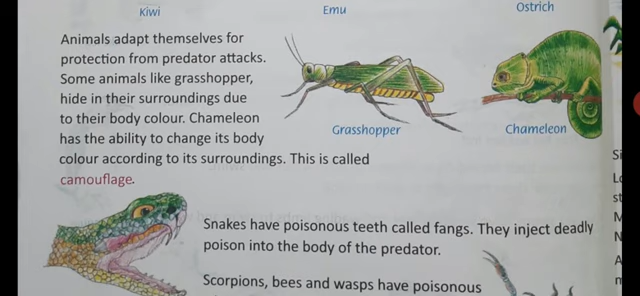 Kiwi
Emu
Ostrich
Animals adapt themselves for
protection from predator attacks.
Some animals like grasshopper,
hide in their surroundings due
to their body colour. Chameleon
has the ability to change its body
colour according to its surroundings. This is called
camouflage.
Grasshopper
Chameleon
Snakes have poisonous teeth called fangs. They inject deadly
poison into the body of the predator.
Scorpions, bees and wasps have poisonous